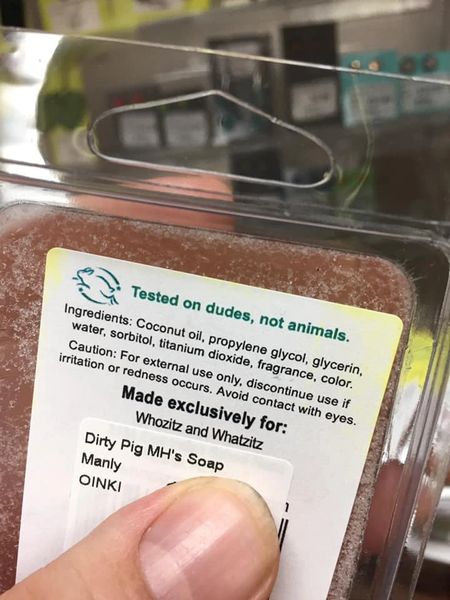 Tested on dudes, not animals.
Ingredients: Coconut oil, propylene glycol, glycerin,
water, sorbitol, titanium dioxide, fragrance, color.
Caution: For external use only, discontinue use if
irritation or redness occurs. Avoid contact with eyes.
Made exclusively for:
Whozitz and Whatzitz
Dirty Pig MH's Soap
Manly
OINKI